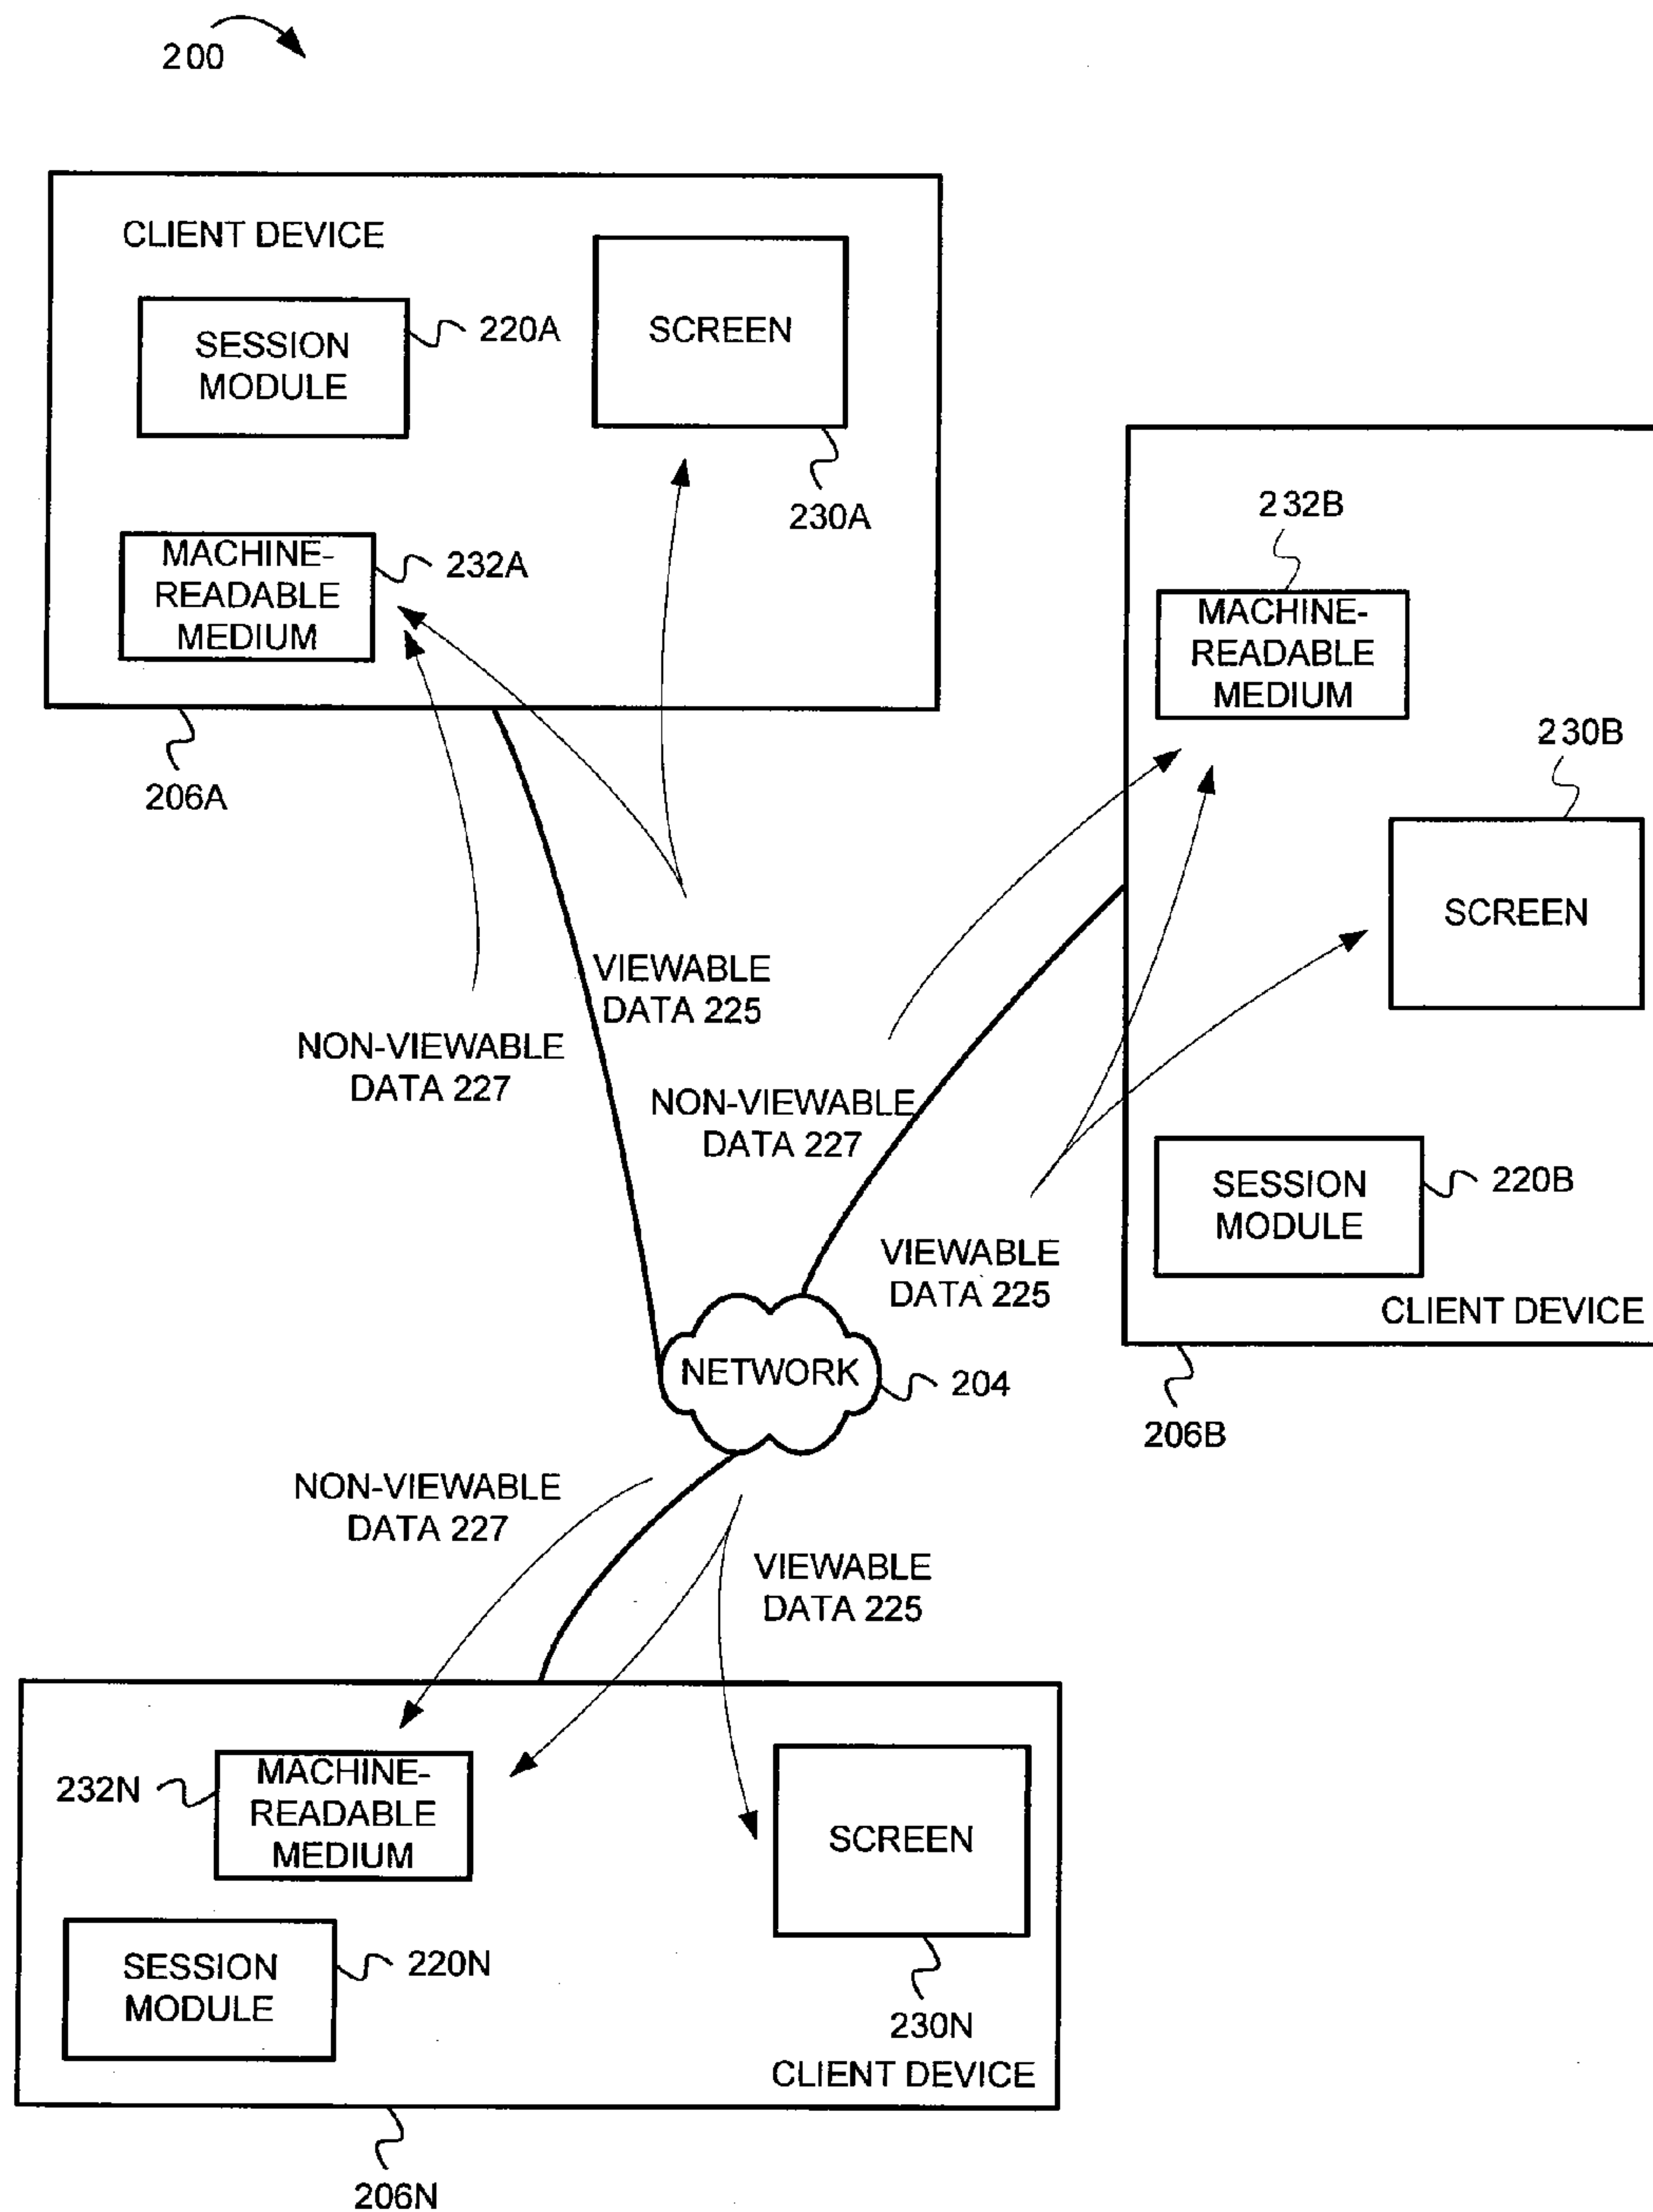 200
CLIENT DEVICE
SESSION
MODULE
220A
SCREEN
230A
MACHINE-
READABLE
MEDIUM
232A
206A
232B
MACHINE-
READABLE
MEDIUM
230B
SCREEN
SESSION
MODULE
220B
CLIENT DEVICE
206B
VIEWABLE
DATA 225
NON-VIEWABLE
DATA 227
NON-VIEWABLE
DATA 227
VIEWABLE
DATA 225
NETWORK
204
NON-VIEWABLE
DATA 227
VIEWABLE
DATA 225
232N
MACHINE-
READABLE
MEDIUM
SCREEN
230N
SESSION
MODULE
220N
CLIENT DEVICE
206N